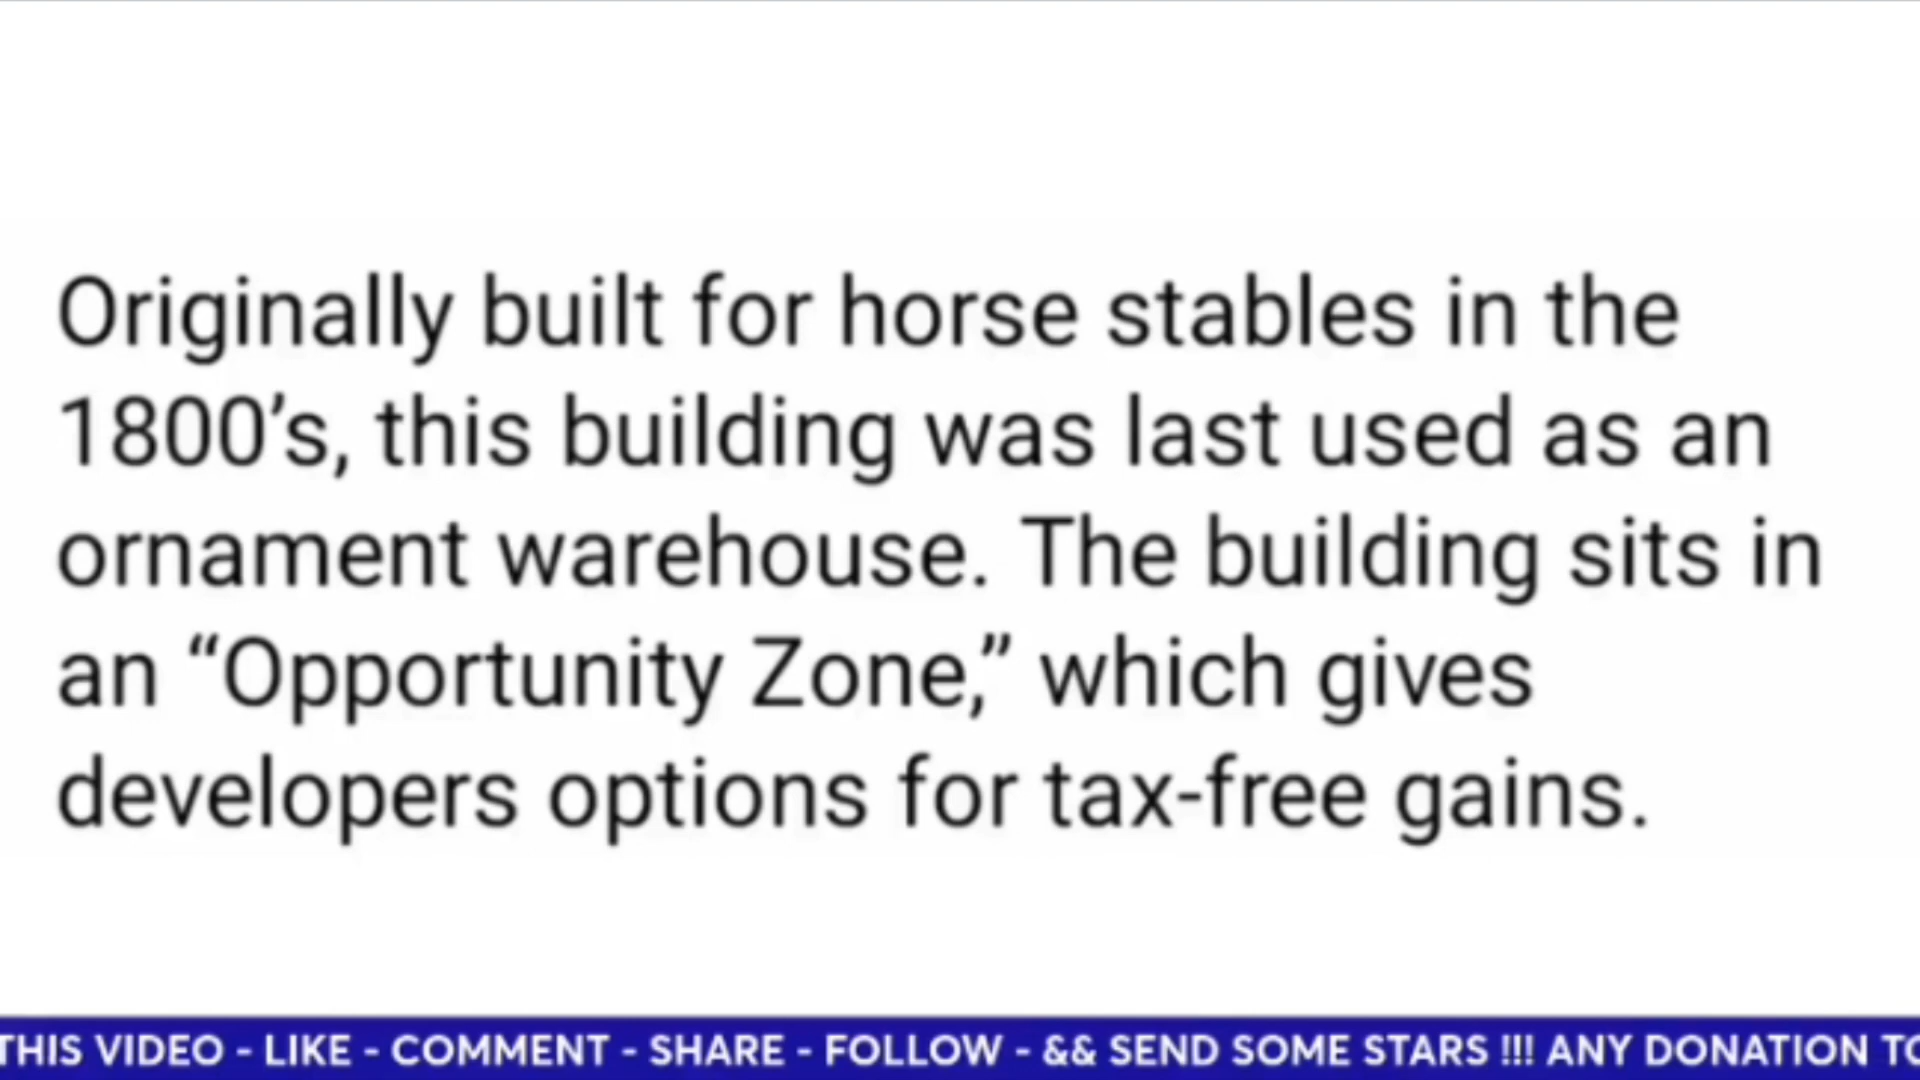 Originally built for horse stables in the
1800’s, this building was last used as an
ornament warehouse. The building sits in
an “Opportunity Zone,” which gives
developers options for tax-free gains.
THIS VIDEO - LIKE - COMMENT - SHARE - FOLLOW - && SEND SOME STARS !!! ANY DONATION TO